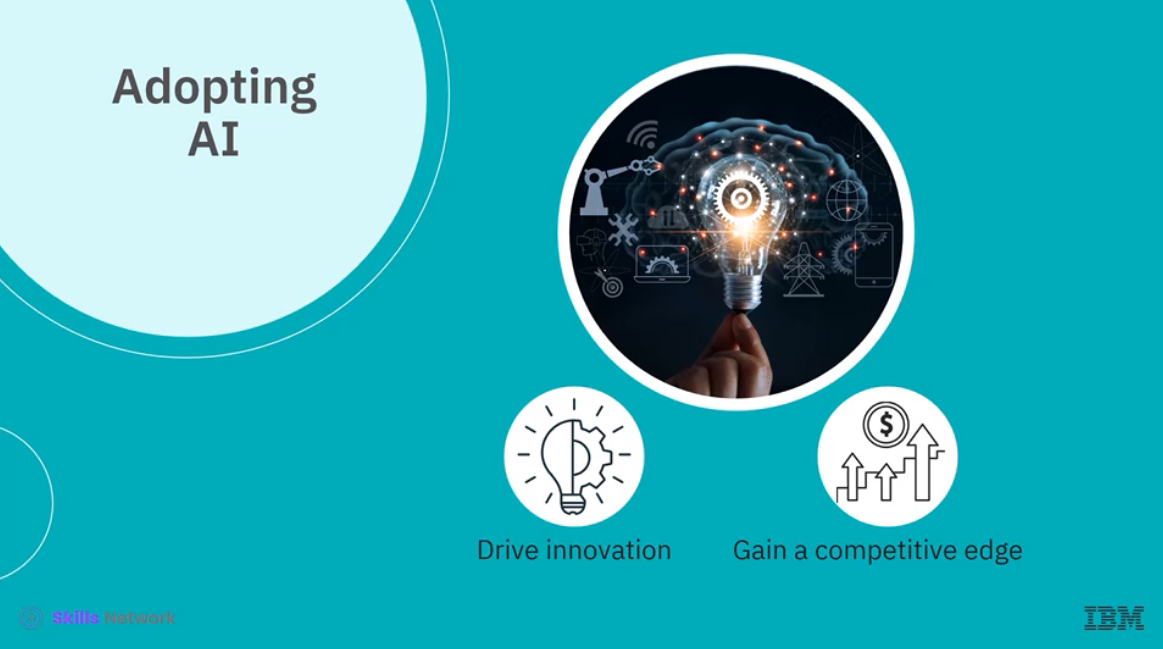 Adopting
AI
$
Drive innovation
Gain a competitive edge
Skills Network
IBM